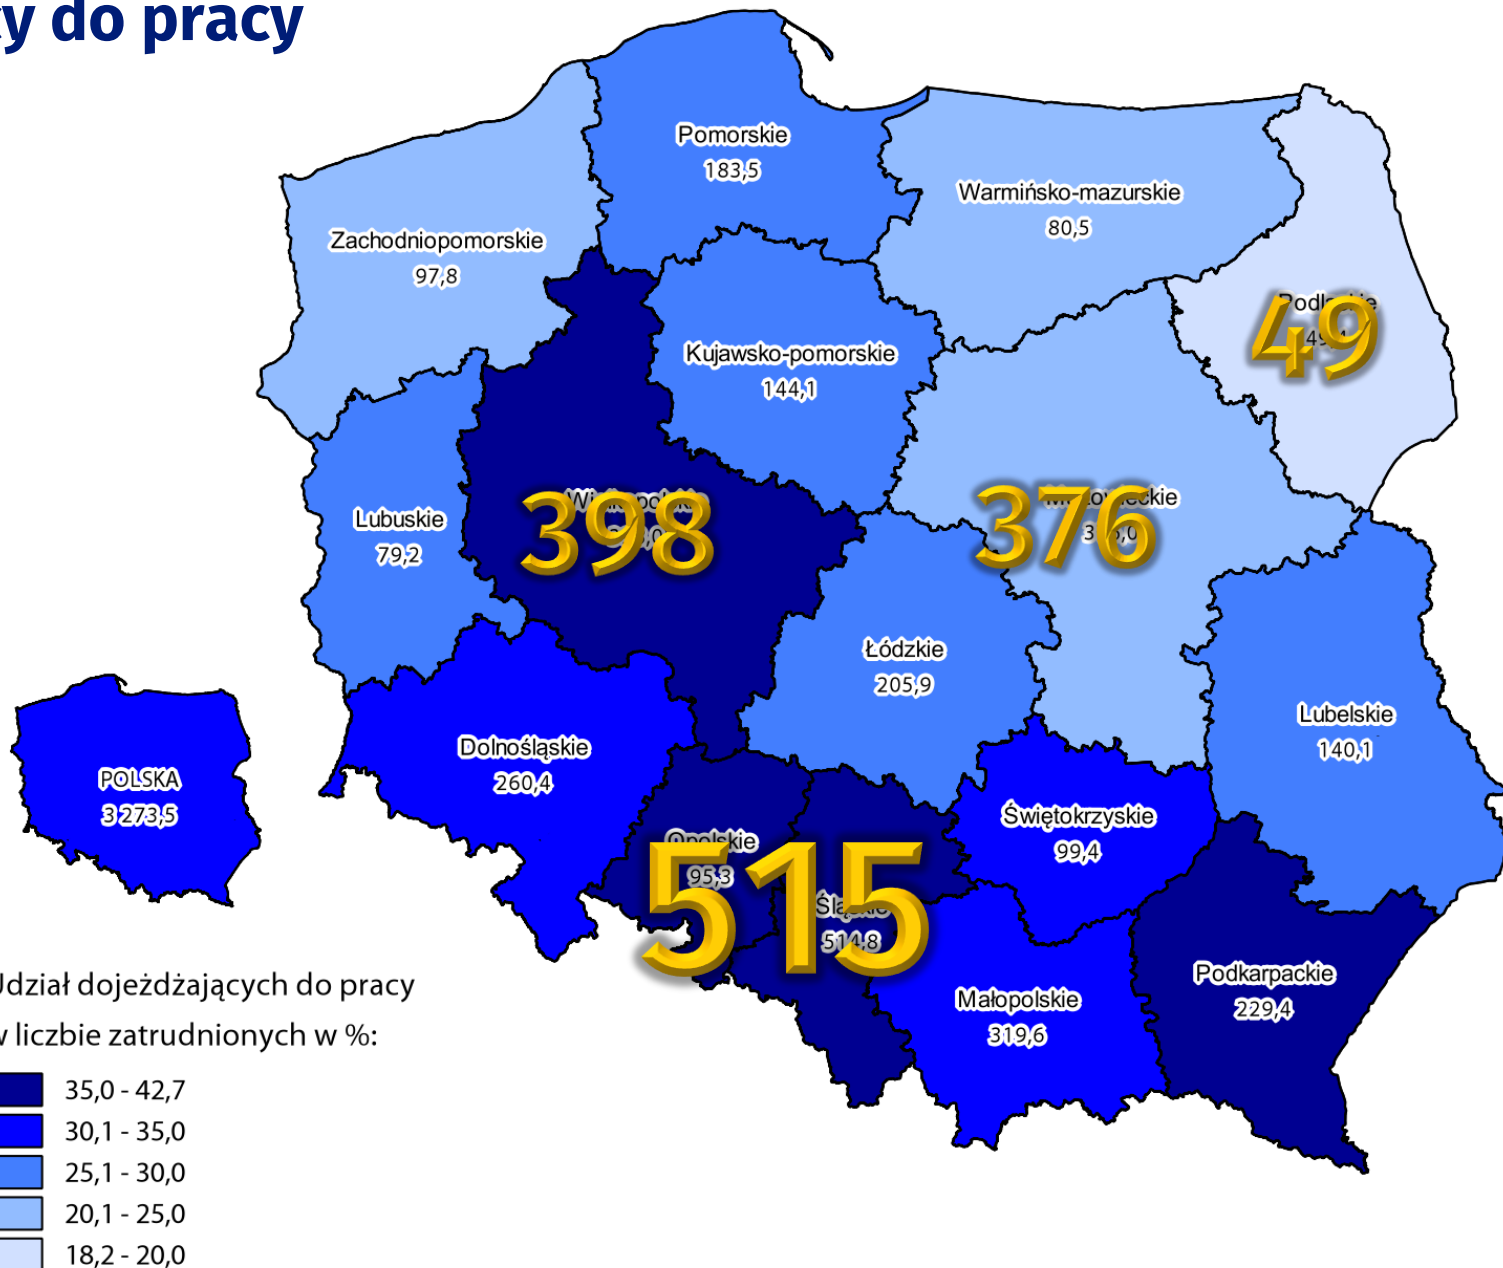 do pracy
Pomorskie
183,5
Warmińsko-mazurskie
80,5
Zachodniopomorskie
97,8
49
Kujawsko-pomorskie
144,1
398
376
Lubuskie
79,2
Łódzkie
205,9
Lubelskie
140,1
Dolnośląskie
260,4
POLSKA
3 273,5
Świętokrzyskie
99,4
Opolskie
95,3
515
Śląskie
514,8
Podkarpackie
229,4
Małopolskie
319,6
Udział dojeżdżających do pracy
w liczbie zatrudnionych w %:
35,0 - 42,7
30,1 - 35,0
25,1 - 30,0
20,1 - 25,0
18,2 - 20,0